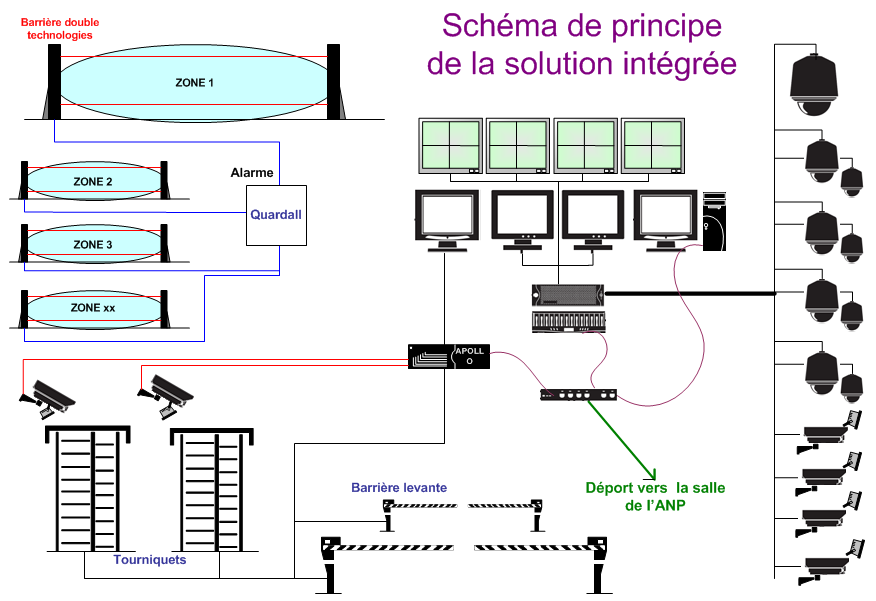 Schéma de principe
de la solution intégrée
Barrière double
technologies
ZONE 1
ZONE 2
ZONE 3
ZONE xx
Alarme
Quardall
APOLL
O
Tourniquets
Barrière levante
Déport vers la salle
de l'ANP